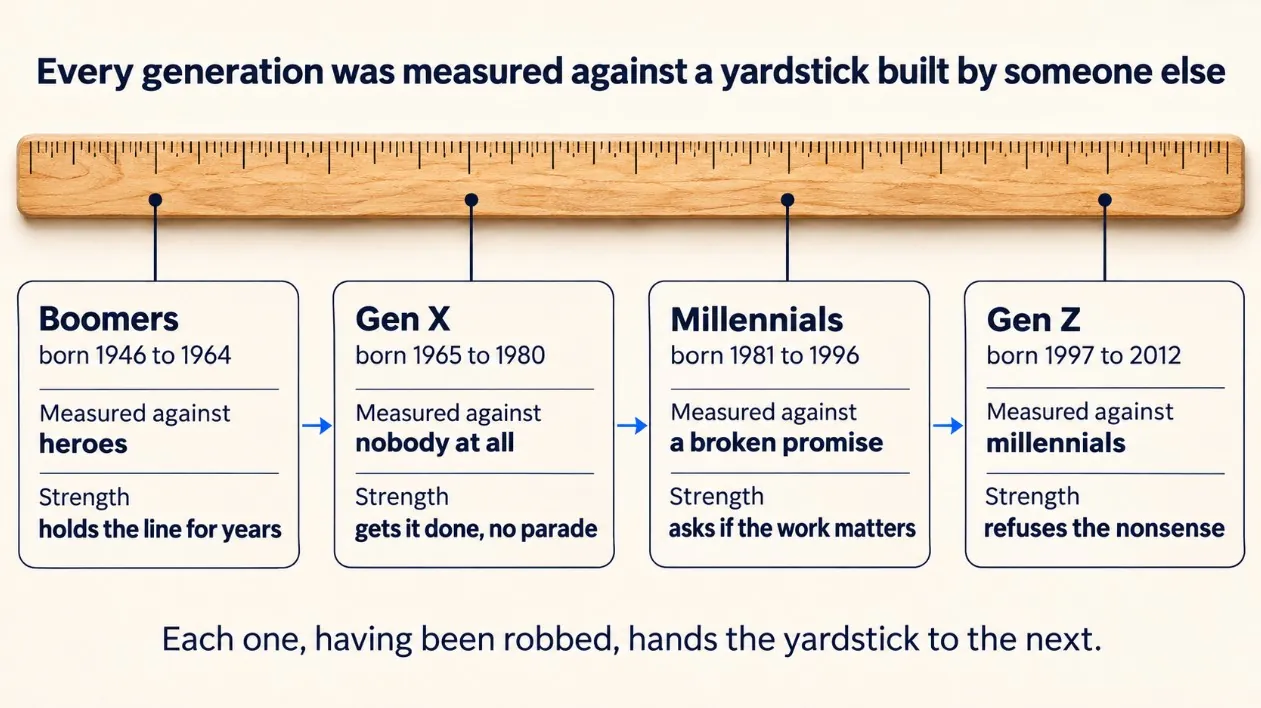 Every generation was measured against a yardstick built by someone else
Boomers
born 1946 to 1964
Measured against
heroes
Strength
holds the line for years
Gen X
born 1965 to 1980
Measured against
nobody at all
Strength
gets it done, no parade
Millennials
born 1981 to 1996
Measured against
a broken promise
Strength
asks if the work matters
Gen Z
born 1997 to 2012
Measured against
millennials
Strength
refuses the nonsense
Each one, having been robbed, hands the yardstick to the next.